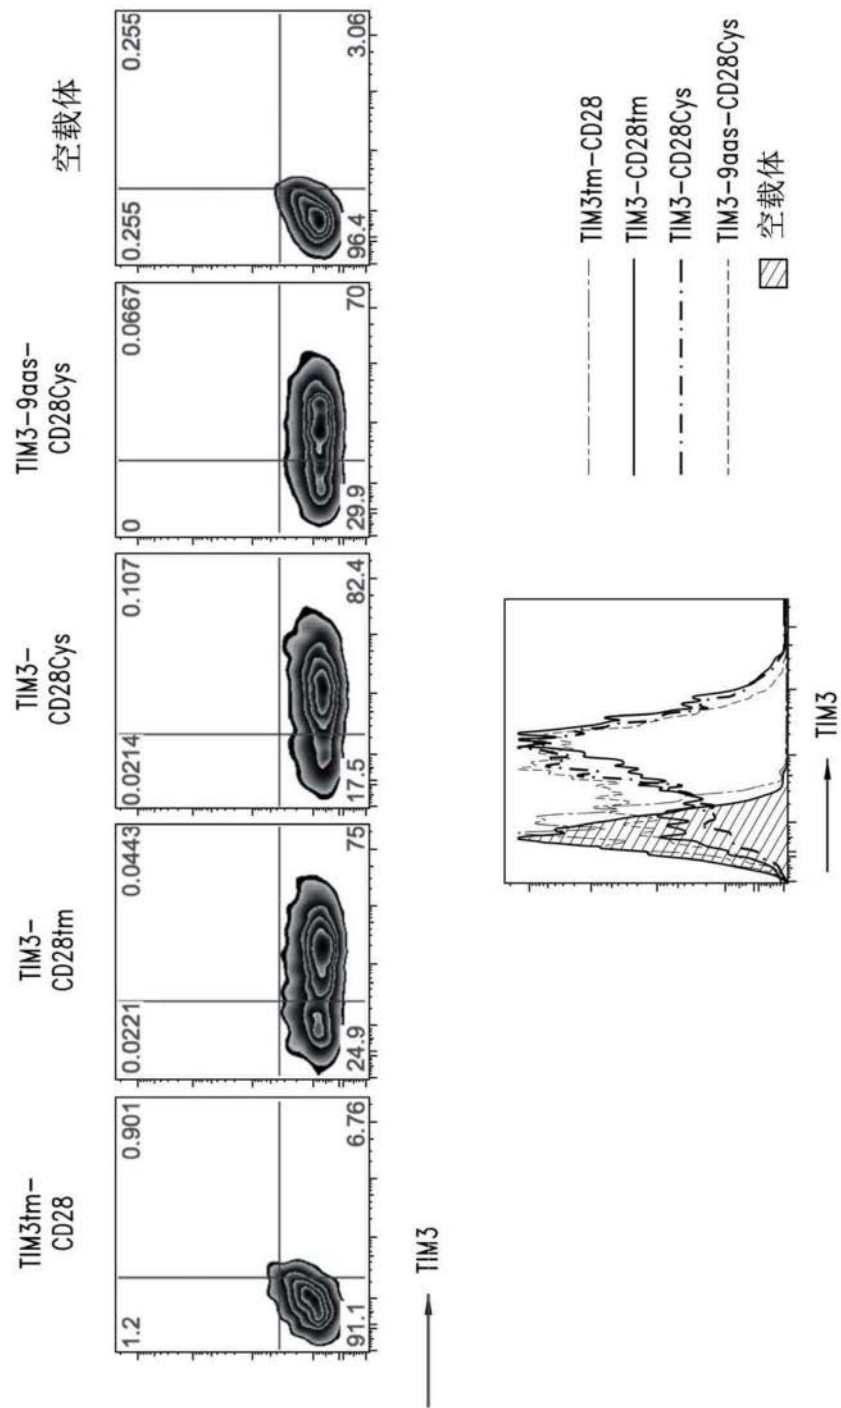 TIM3tm-
CD28
1.2
0.901
91.1
6.76
TIM3-
CD28tm
0.0221
0.0443
24.9
75
TIM3-
CD28Cys
0.0214
0.107
17.5
82.4
TIM3-9aas-
CD28Cys
0
0.0667
29.9
70
空载体
0.255
0.255
96.4
3.06
TIM3
TIM3
TIM3tm-CD28
TIM3-CD28tm
TIM3-CD28Cys
TIM3-9aas-CD28Cys
空载体